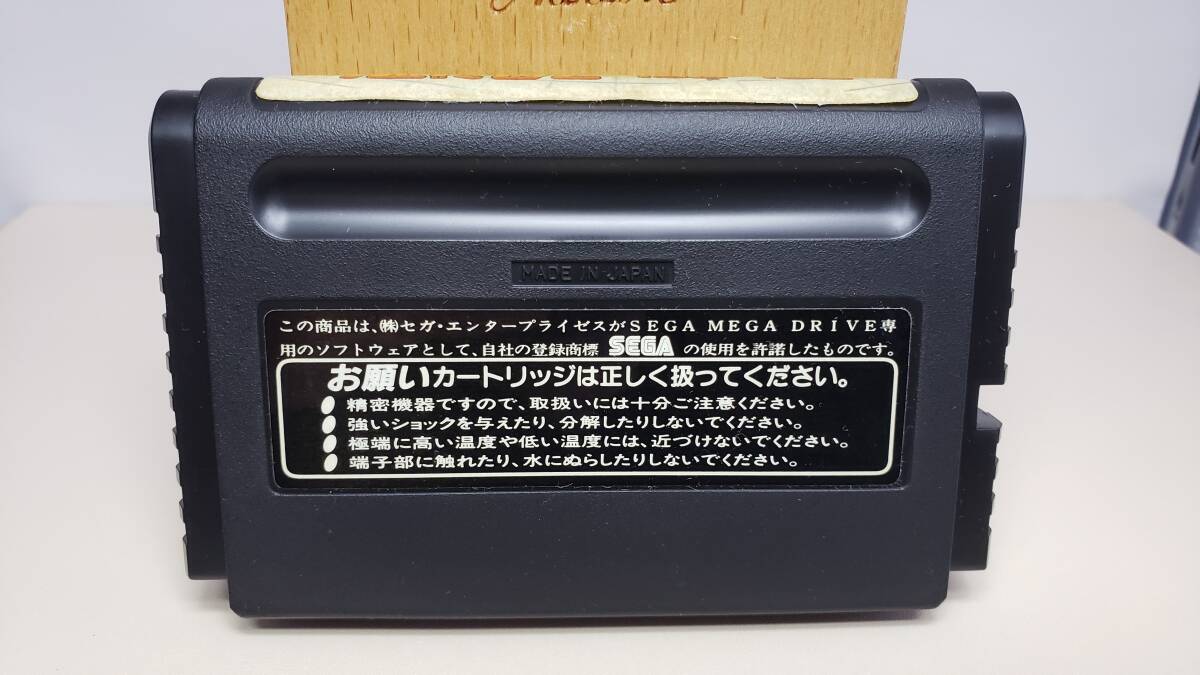 MADE IN JAPAN
この商品は、㈱セガ・エンタープライゼスがSEGA MEGA DRIVE専
用のソフトウェアとして、自社の登録商標 SEGA の使用を許諾したものです。
お願いカートリッジは正しく扱ってください。
精密機器ですので、取扱いには十分ご注意ください。
強いショックを与えたり、分解したりしないでください。
極端に高い温度や低い温度には、近づけないでください。
端子部に触れたり、水にぬらしたりしないでください。